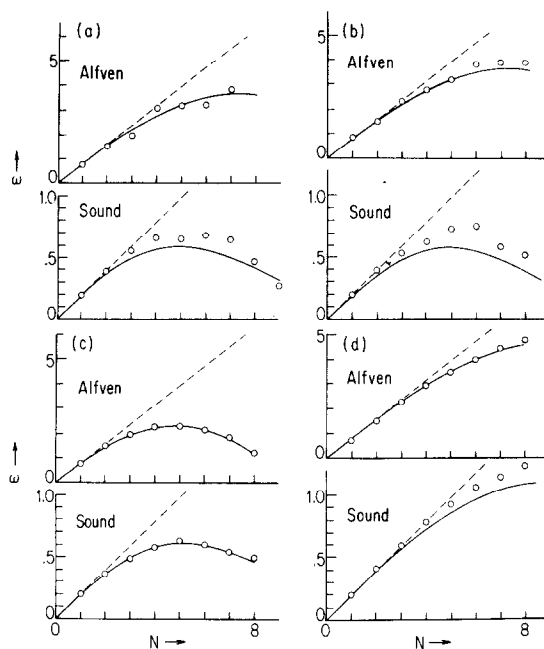 (a)
Alfven
5
0
ω →
Sound
1.0
.5
0
(b)
Alfven
5
0
Sound
1.0
.5
0
(c)
Alfven
5
0
ω →
Sound
1.0
.5
0
0 N → 8
(d)
Alfven
5
0
Sound
1.0
.5
0
0 N → 8